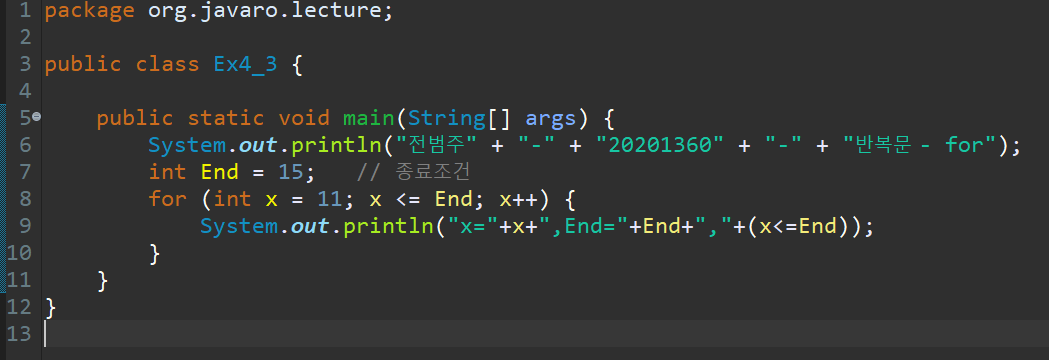 1 package org.javaro.lecture;
2
3 public class Ex4_3 {
4
5 public static void main(String[] args) {
6 System.out.println("전범주" + "-" + "20201360" + "-" + "반복문 - for");
7 int End = 15; // 종료조건
8 for (int x = 11; x <= End; x++) {
9 System.out.println("x="+x+",End="+End+","+(x<=End));
10 }
11 }
12 }
13